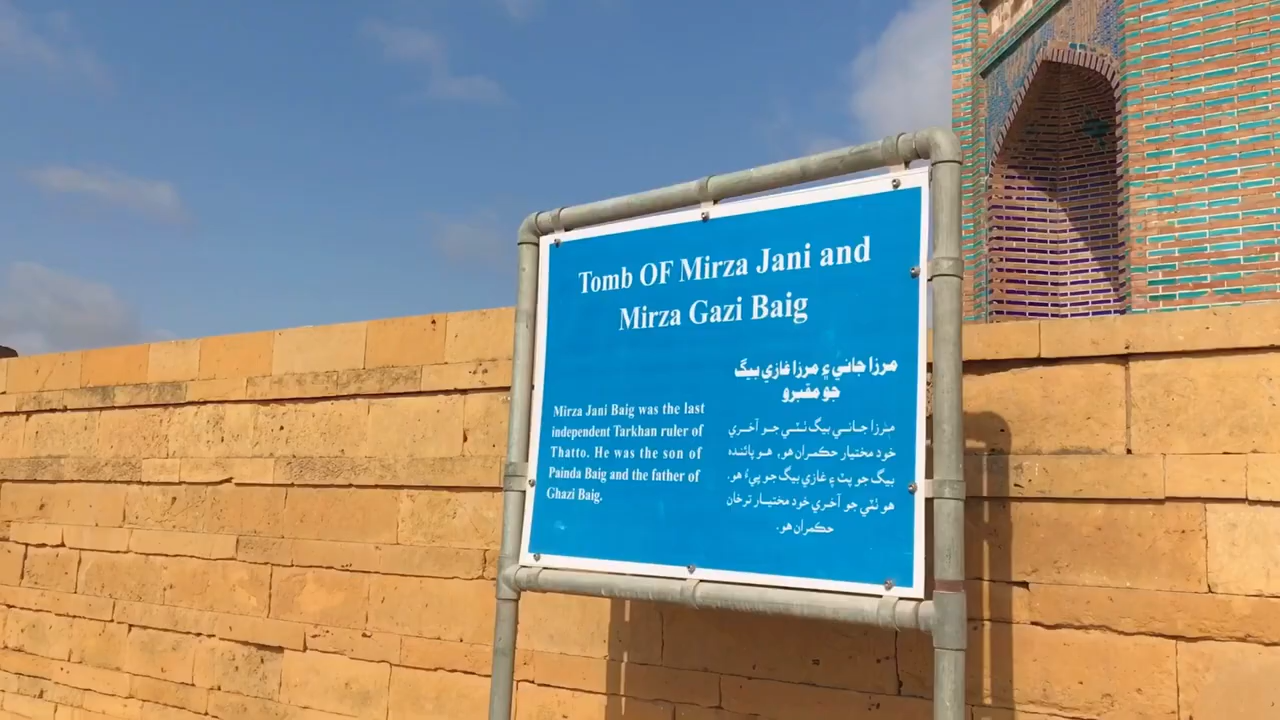 Tomb OF Mirza Jani and
Mirza Gazi Baig
Mirza Jani Baig was the last
independent Tarkhan ruler of
Thatto. He was the son of
Painda Baig and the father of
Ghazi Baig.
مرزا جاني ۽ مرزا غازي بيگ
جو مقبرو
مرزا جاني بيگ ٺٽي جو آخري
خود مختيار حڪمران هو، هو پائنده
بيگ جو پٽ ۽ غازي بيگ جو پيءُ هو.
هو ٺٽي جو آخري خود مختيار ترخان
حڪمران هو.